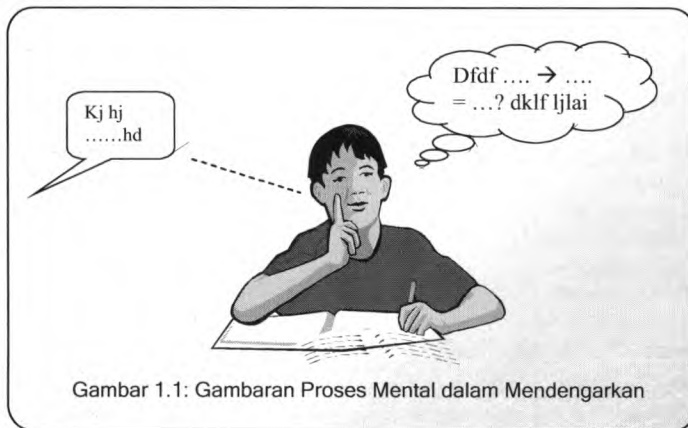 Kj hj
......hd
Dfdf .... → ....
= ...? dklf ljlai
Gambar 1.1: Gambaran Proses Mental dalam Mendengarkan